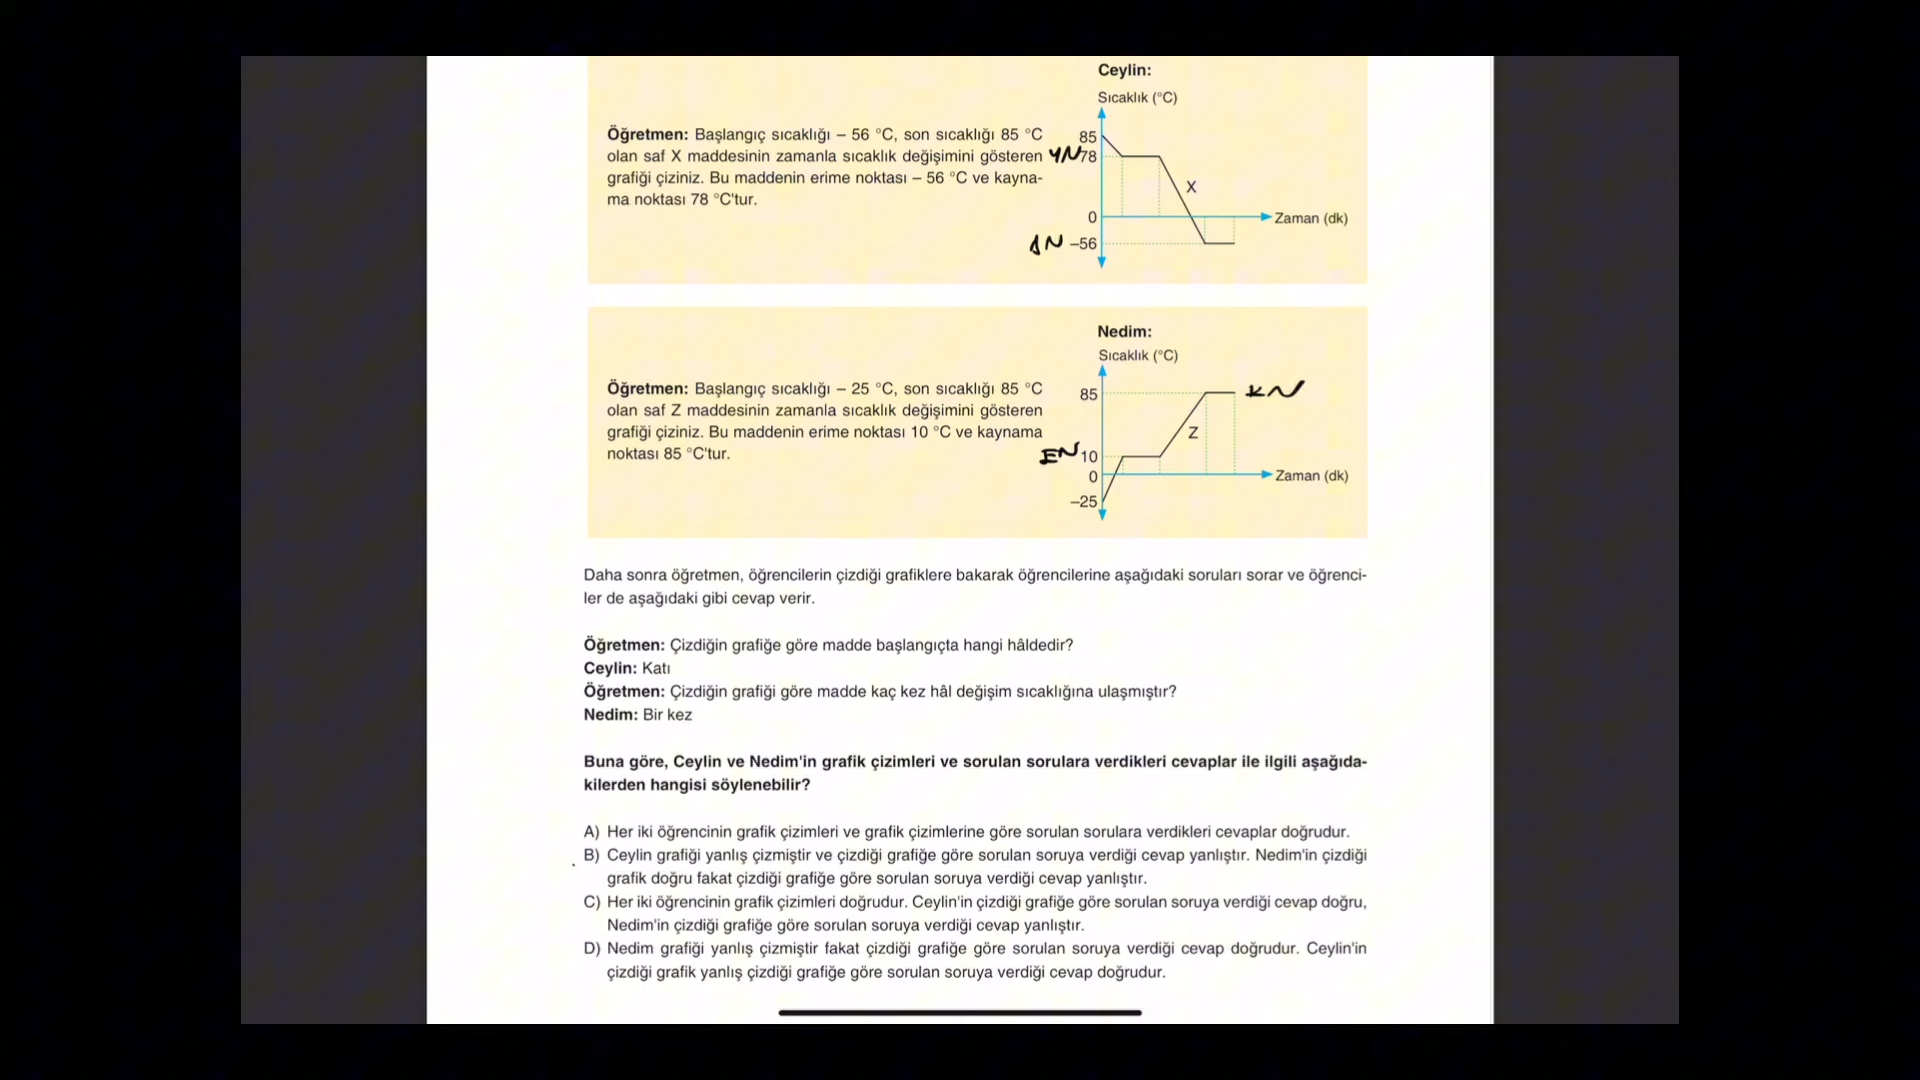 Ceylin:
Sıcaklık (°C)
Öğretmen: Başlangıç sıcaklığı – 56 °C, son sıcaklığı 85 °C
olan saf X maddesinin zamanla sıcaklık değişimini gösteren
grafiği çiziniz. Bu maddenin erime noktası – 56 °C ve kayna-
ma noktası 78 °C'tur.
85
YN 78
X
0
Zaman (dk)
–56
Nedim:
Sıcaklık (°C)
Öğretmen: Başlangıç sıcaklığı – 25 °C, son sıcaklığı 85 °C
olan saf Z maddesinin zamanla sıcaklık değişimini gösteren
grafiği çiziniz. Bu maddenin erime noktası 10 °C ve kaynama
noktası 85 °C'tur.
85
KN
Z
EN 10
0
Zaman (dk)
–25
Daha sonra öğretmen, öğrencilerin çizdiği grafiklere bakarak öğrencilerine aşağıdaki soruları sorar ve öğrenci-
ler de aşağıdaki gibi cevap verir.
Öğretmen: Çizdiğin grafiğe göre madde başlangıçta hangi hâldedir?
Ceylin: Katı
Öğretmen: Çizdiğin grafiği göre madde kaç kez hâl değişim sıcaklığına ulaşmıştır?
Nedim: Bir kez
Buna göre, Ceylin ve Nedim'in grafik çizimleri ve sorulan sorulara verdikleri cevaplar ile ilgili aşağıda-
kilerden hangisi söylenebilir?
A) Her iki öğrencinin grafik çizimleri ve grafik çizimlerine göre sorulan sorulara verdikleri cevaplar doğrudur.
B) Ceylin grafiği yanlış çizmiştir ve çizdiği grafiğe göre sorulan soruya verdiği cevap yanlıştır. Nedim'in çizdiği
grafik doğru fakat çizdiği grafiğe göre sorulan soruya verdiği cevap yanlıştır.
C) Her iki öğrencinin grafik çizimleri doğrudur. Ceylin'in çizdiği grafiğe göre sorulan soruya verdiği cevap doğru,
Nedim'in çizdiği grafiğe göre sorulan soruya verdiği cevap yanlıştır.
D) Nedim grafiği yanlış çizmiştir fakat çizdiği grafiğe göre sorulan soruya verdiği cevap doğrudur. Ceylin'in
çizdiği grafik yanlış çizdiği grafiğe göre sorulan soruya verdiği cevap doğrudur.